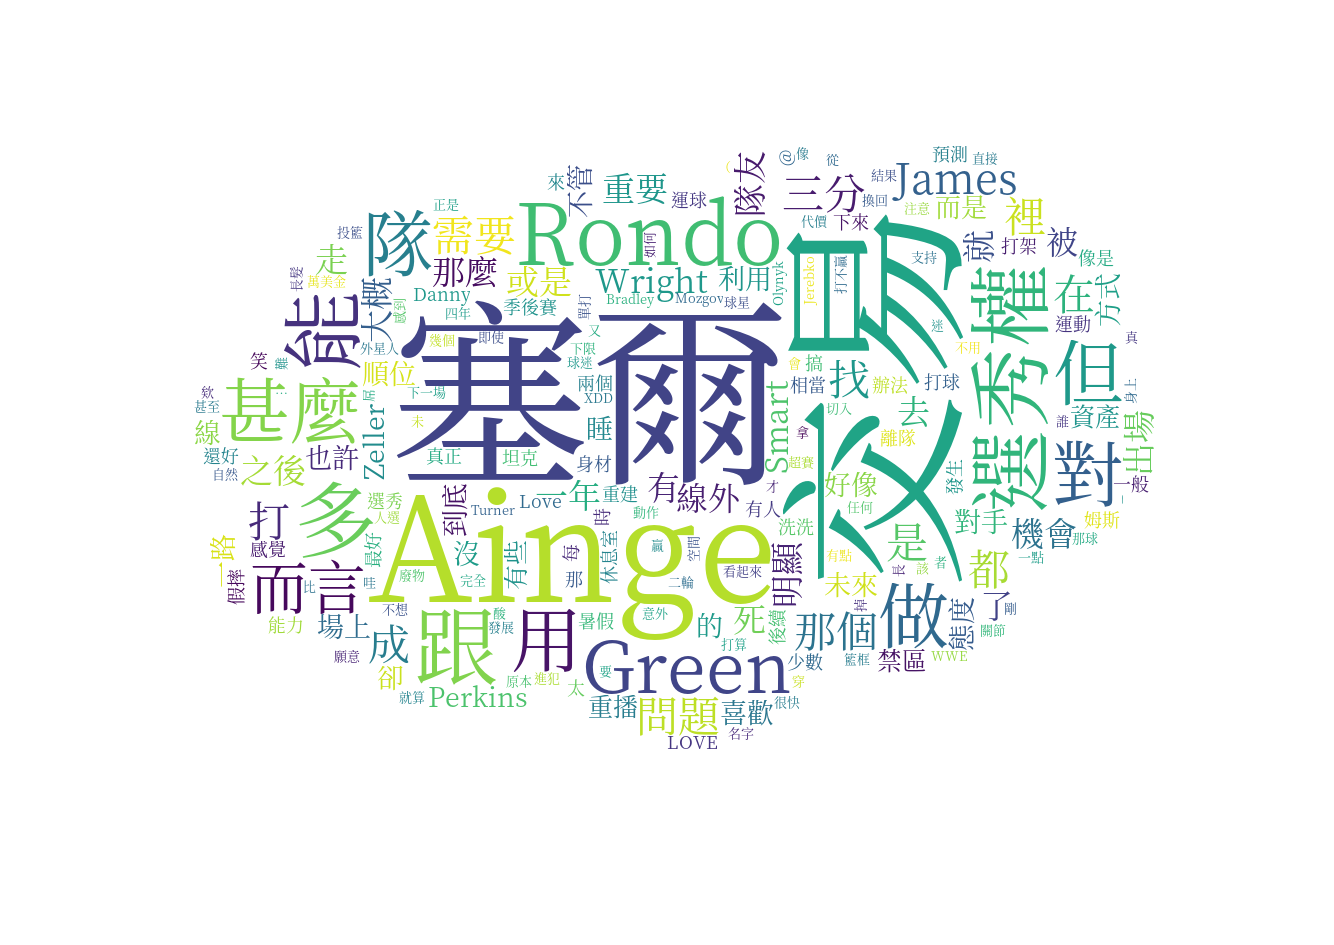 塞爾
Ainge
交易
Rondo
Green
選秀權
甚麼
跟
多
能
隊
用
做
對
但
而言
James
Wright
Smart
Zeller
Perkins
Danny
Bradley
Mozgov
Olynyk
Jerebko
Turner
Love
LOVE
XDD
WWE
@
像
從
結果
預測
直接
換回
注意
而是
裡
就
打架
被
像是
隊友
三分
代價
下來
來
不管
重要
運球
如何
正是
投籃
走
長髮
萬美金
需要
那麼
或是
利用
大概
感到
四年
季後賽
單打
球星
打不贏
支持
迷
在
方式
運動
真
不用
外星人
幾個
即使
又
下限
球迷
兩個
會
搞
相當
找
辦法
打球
切入
去
離隊
誰
資產
身上
出場
一般
笑
順位
下一場
欸
甚至
線
還好
自然
之後
也許
未
真正
坦克
睡
身材
拿
超賽
才
好像
任何
發生
姆斯
機會
那球
一點
對手
是
都
有
線外
有人
洗洗
一年
重建
動作
時
到底
選秀
人選
打
感覺
最好
沒
有些
每
那
休息室
贏
空間
看起來
明顯
有點
未來
長
該
者
一路
假摔
比
哇
廢物
完全
二輪
能力
場上
成
不想
酸
發展
暑假
意外
的
死
打算
後續
那個
掉
少數
籃框
禁區
態度
了
剛
關節
願意
卻
就算
原本
進犯
太
要
重播
問題
喜歡
穿
很快
名字